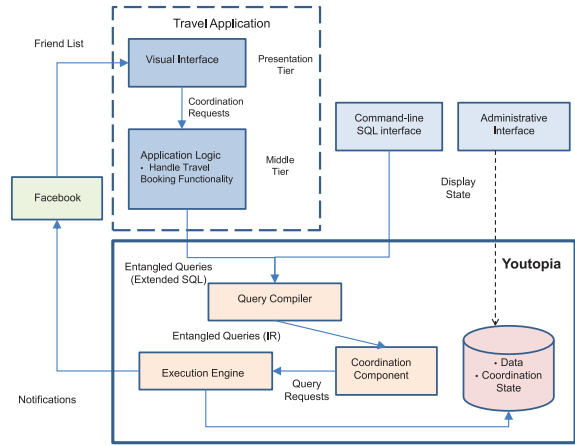 Travel Application
Friend List
Visual Interface
Presentation
Tier
Coordination
Requests
Command-line
SQL interface
Administrative
Interface
Application Logic
• Handle Travel
Booking Functionality
Middle
Tier
Facebook
Display
State
Entangled Queries
(Extended SQL)
Youtopia
Query Compiler
Entangled Queries (IR)
Execution Engine
Coordination
Component
Query
Requests
• Data
• Coordination
State
Notifications